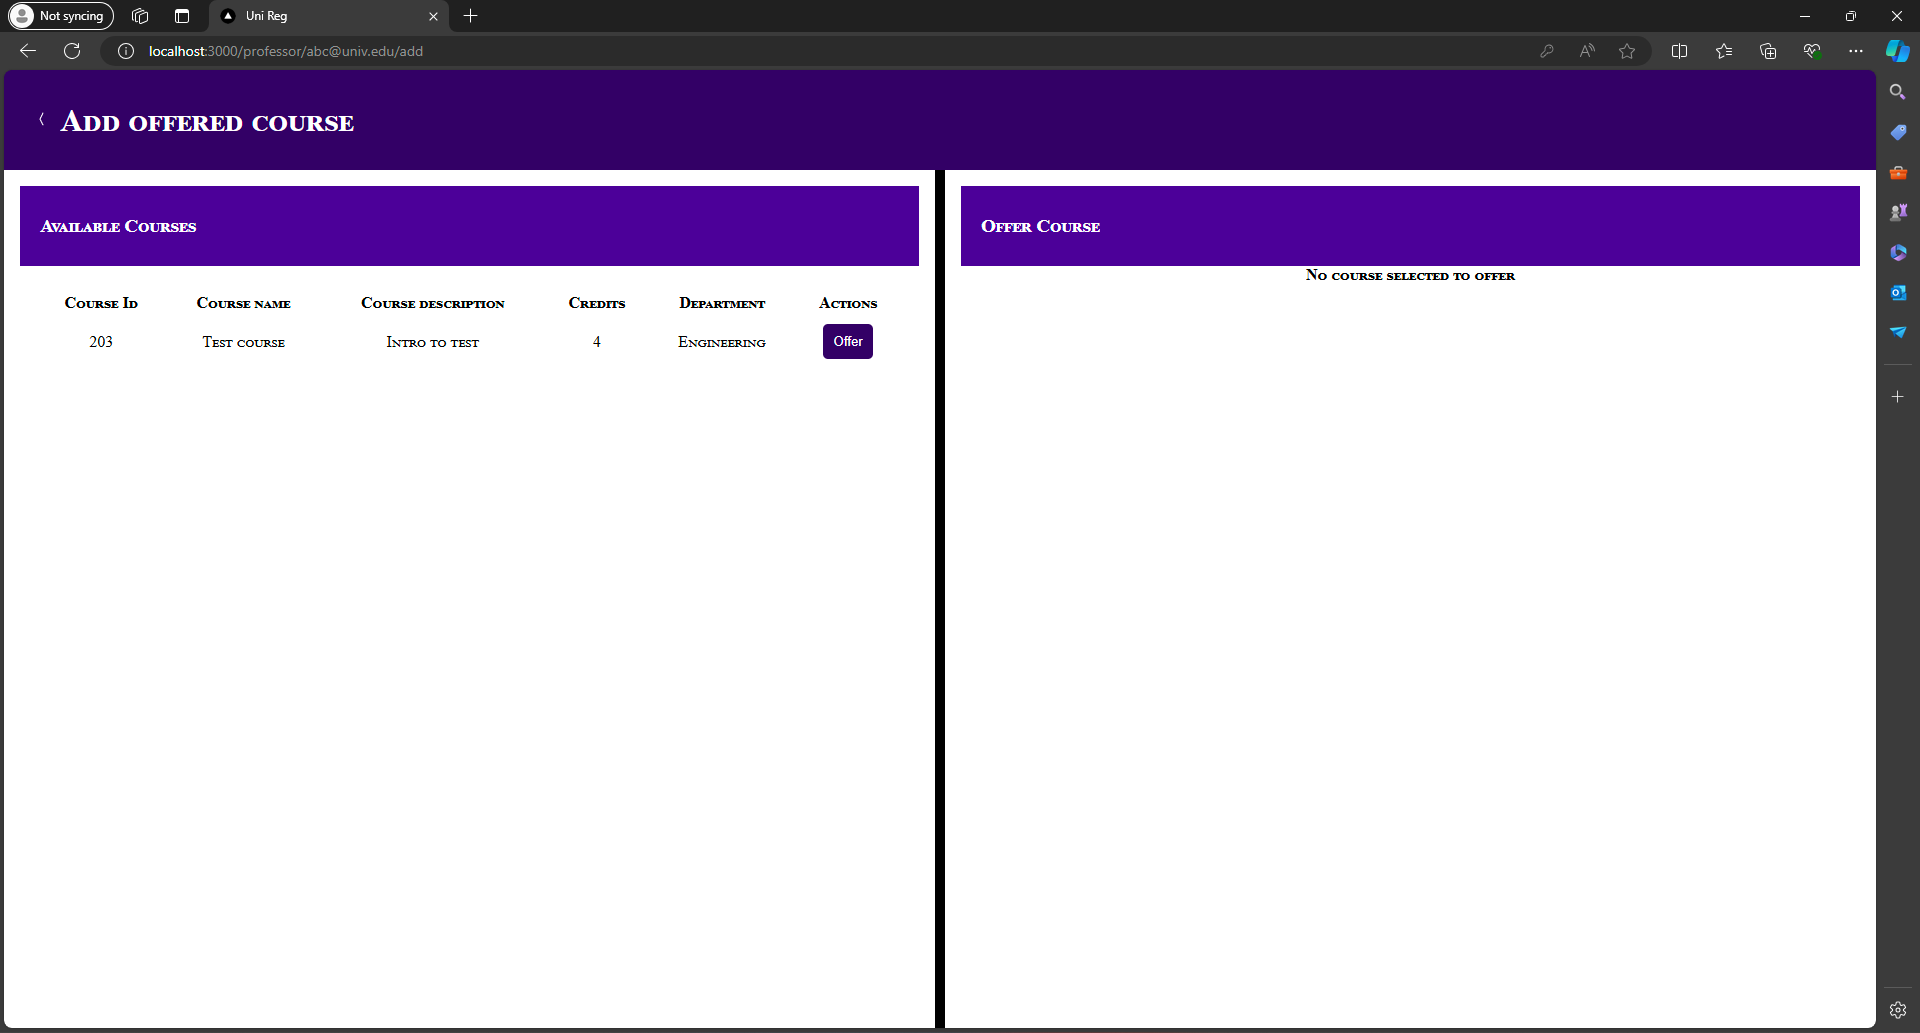 Not syncing
Uni Reg
localhost:3000/professor/abc@univ.edu/add
Add offered course
Available Courses
Course Id Course name Course description Credits Department Actions
203 Test course Intro to test 4 Engineering Offer
Offer Course
No course selected to offer